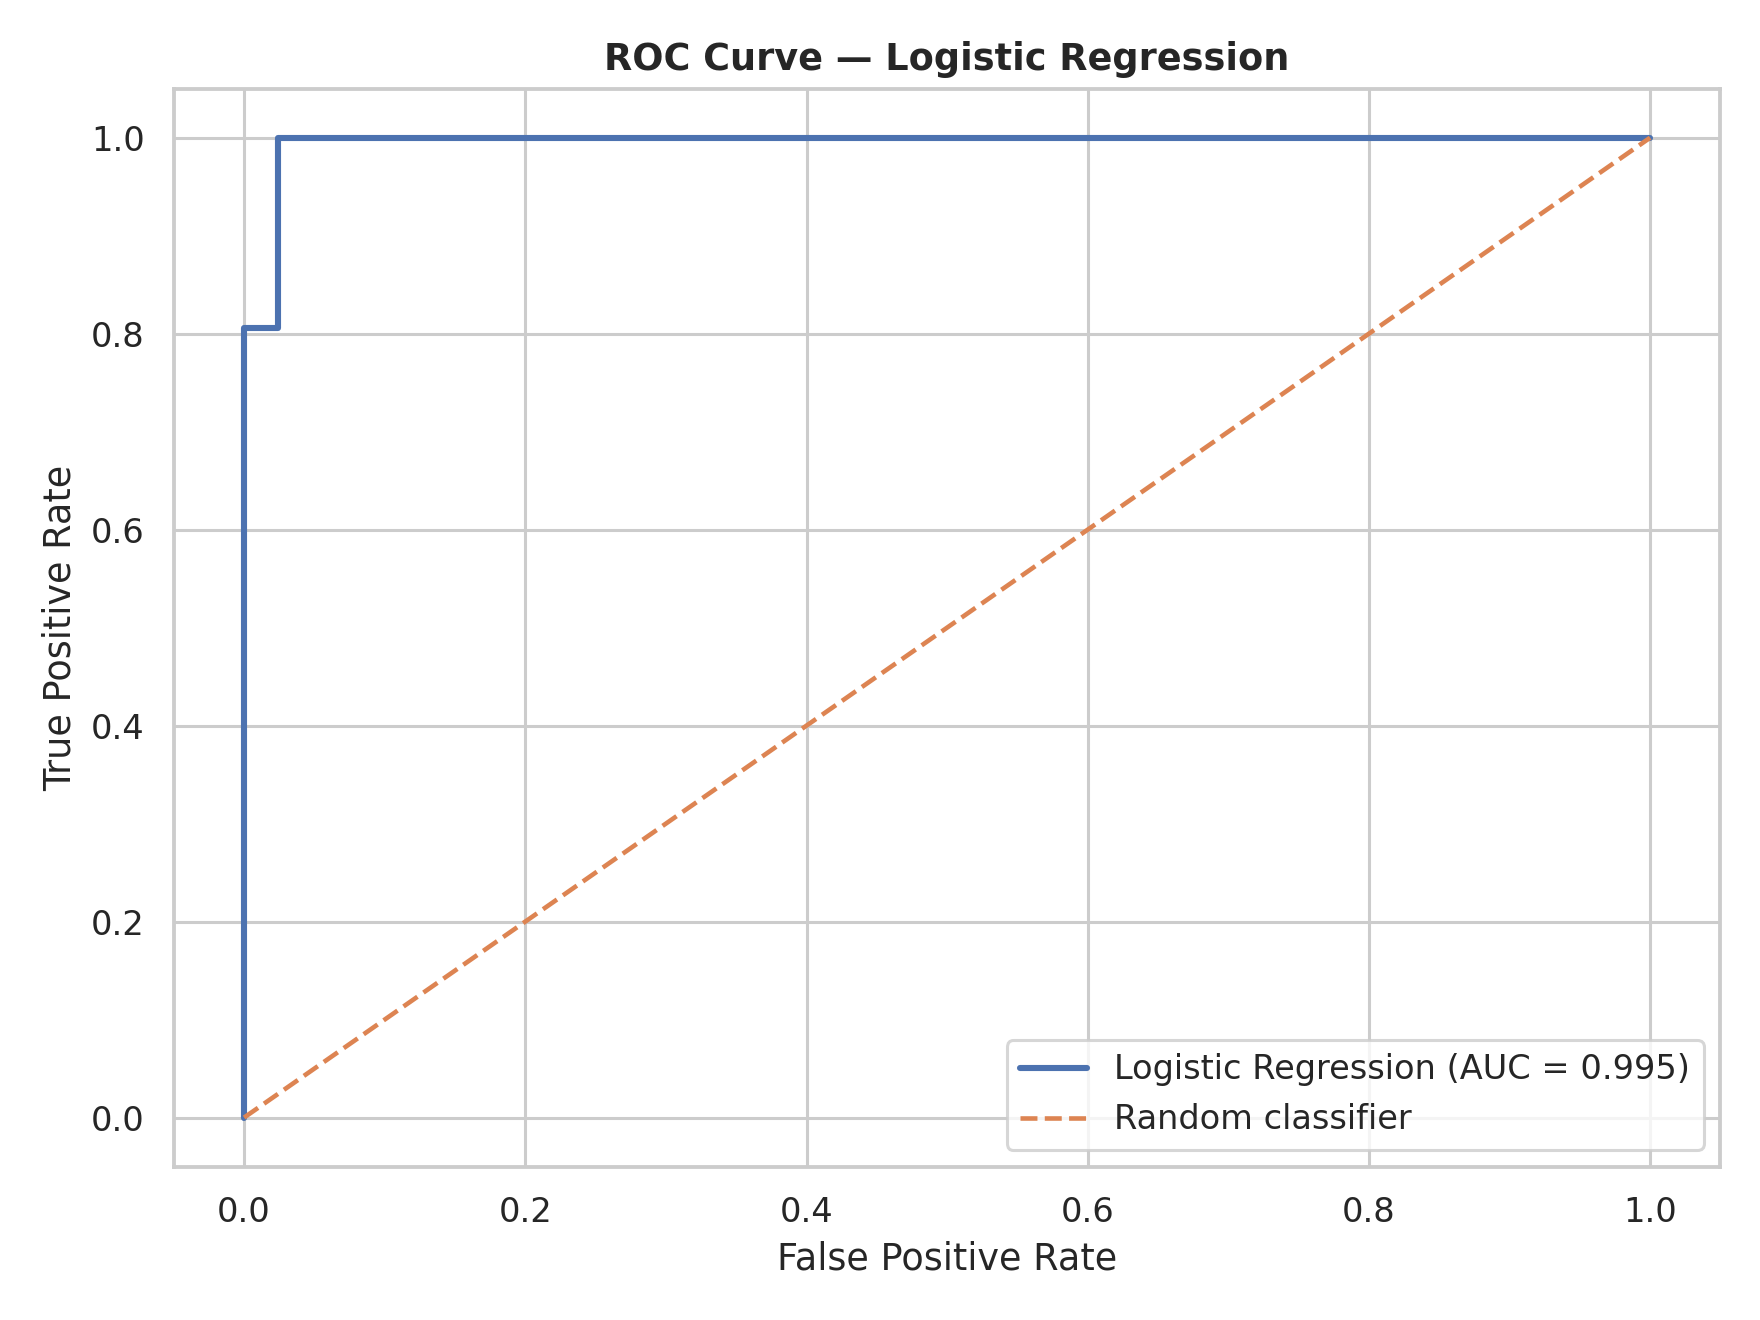 ROC Curve — Logistic Regression
True Positive Rate
1.0
0.8
0.6
0.4
0.2
0.0
0.0 0.2 0.4 0.6 0.8 1.0
False Positive Rate
Logistic Regression (AUC = 0.995)
Random classifier